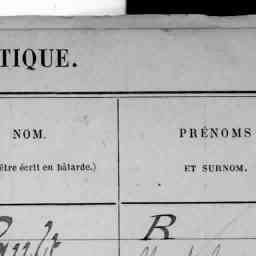 TIQUE.
NOM. PRÉNOMS
être écrit en bâtarde.) ET SURNOM.
R